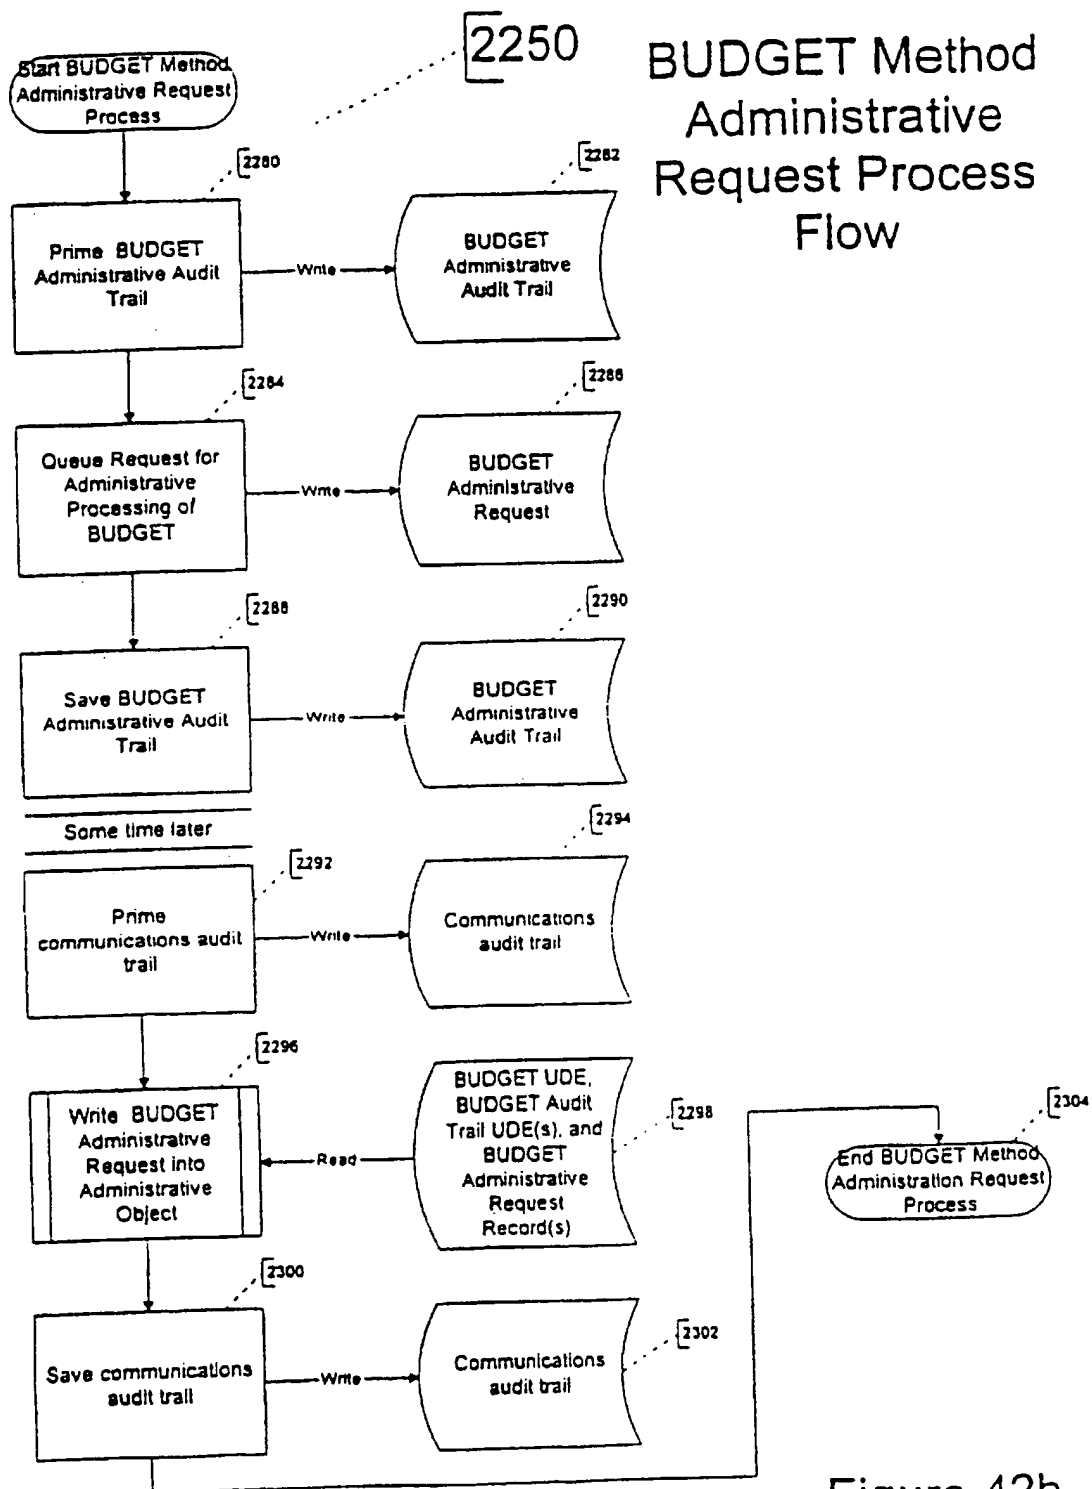 2250
BUDGET Method
Administrative
Request Process
Flow
Start BUDGET Method
Administrative Request
Process
2280
2282
Prime BUDGET
Administrative Audit
Trail
Write
BUDGET
Administrative
Audit Trail
2284
2286
Queue Request for
Administrative
Processing of
BUDGET
Write
BUDGET
Administrative
Request
2288
2290
Save BUDGET
Administrative Audit
Trail
Write
BUDGET
Administrative
Audit Trail
Some time later
2292
2294
Prime
communications audit
trail
Write
Communications
audit trail
2296
2298
Write BUDGET
Administrative
Request into
Administrative
Object
Read
BUDGET UDE,
BUDGET Audit
Trail UDE(s), and
BUDGET
Administrative
Request
Record(s)
2304
End BUDGET Method
Administration Request
Process
2300
2302
Save communications
audit trail
Write
Communications
audit trail
Figure 42b